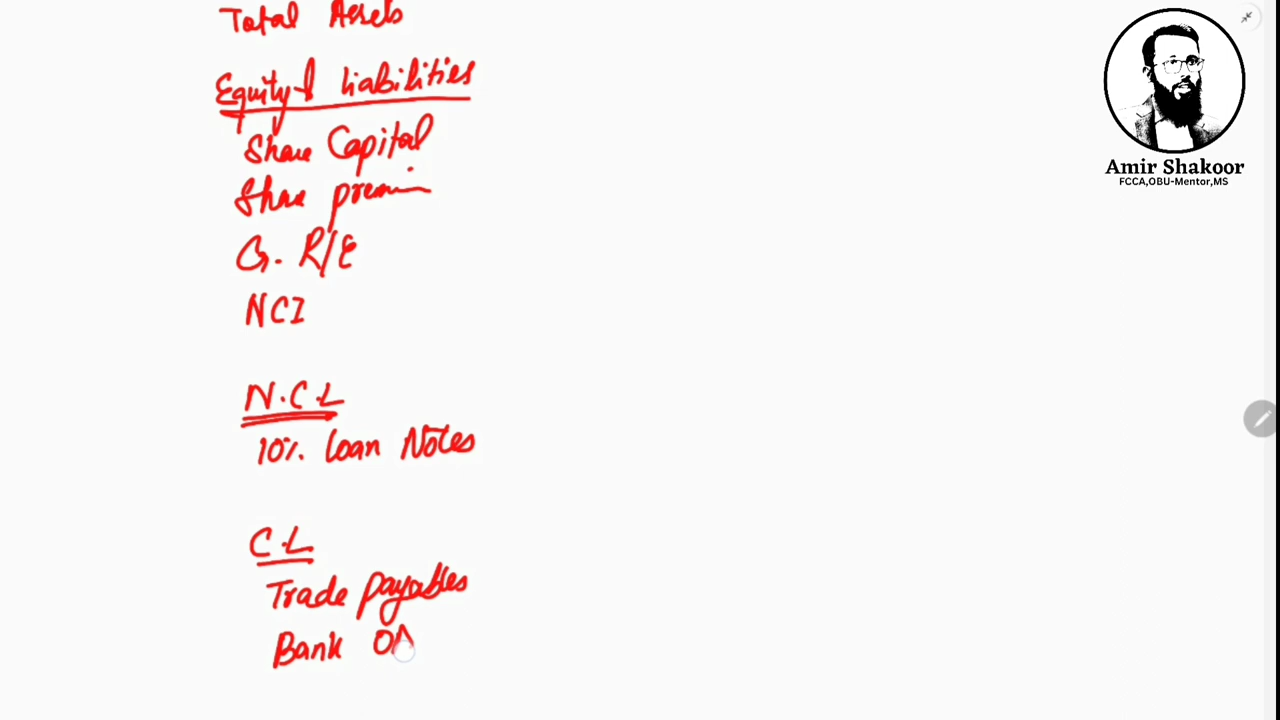 Total Assets
Equity & liabilities
Share Capital
Share premium
G. R/E
NCI
N.C.L
10% Loan Notes
C.L
Trade payables
Bank OD
Amir Shakoor
FCCA,OBU-Mentor,MS